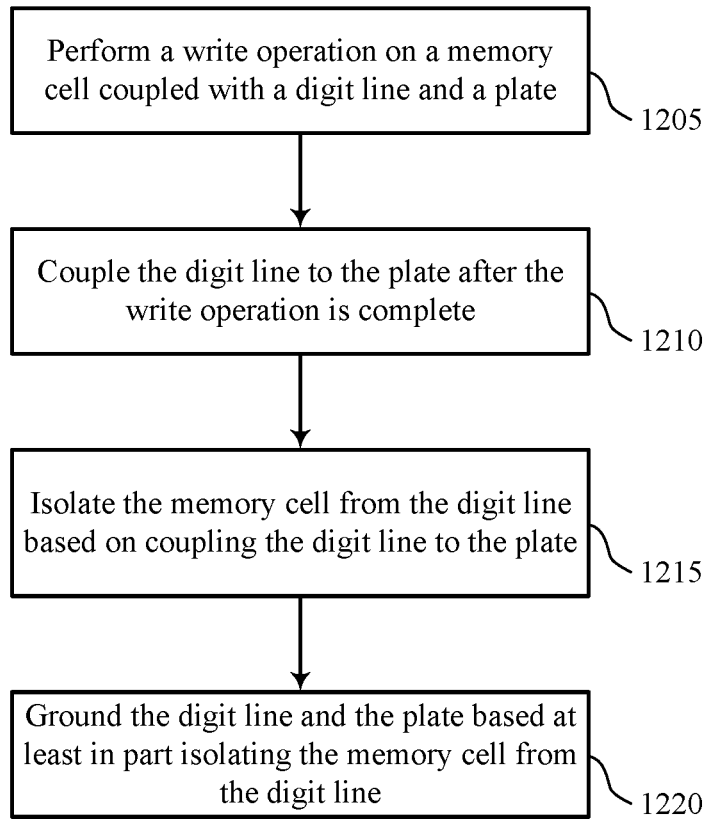 Perform a write operation on a memory
cell coupled with a digit line and a plate
1205
Couple the digit line to the plate after the
write operation is complete
1210
Isolate the memory cell from the digit line
based on coupling the digit line to the plate
1215
Ground the digit line and the plate based at
least in part isolating the memory cell from
the digit line
1220